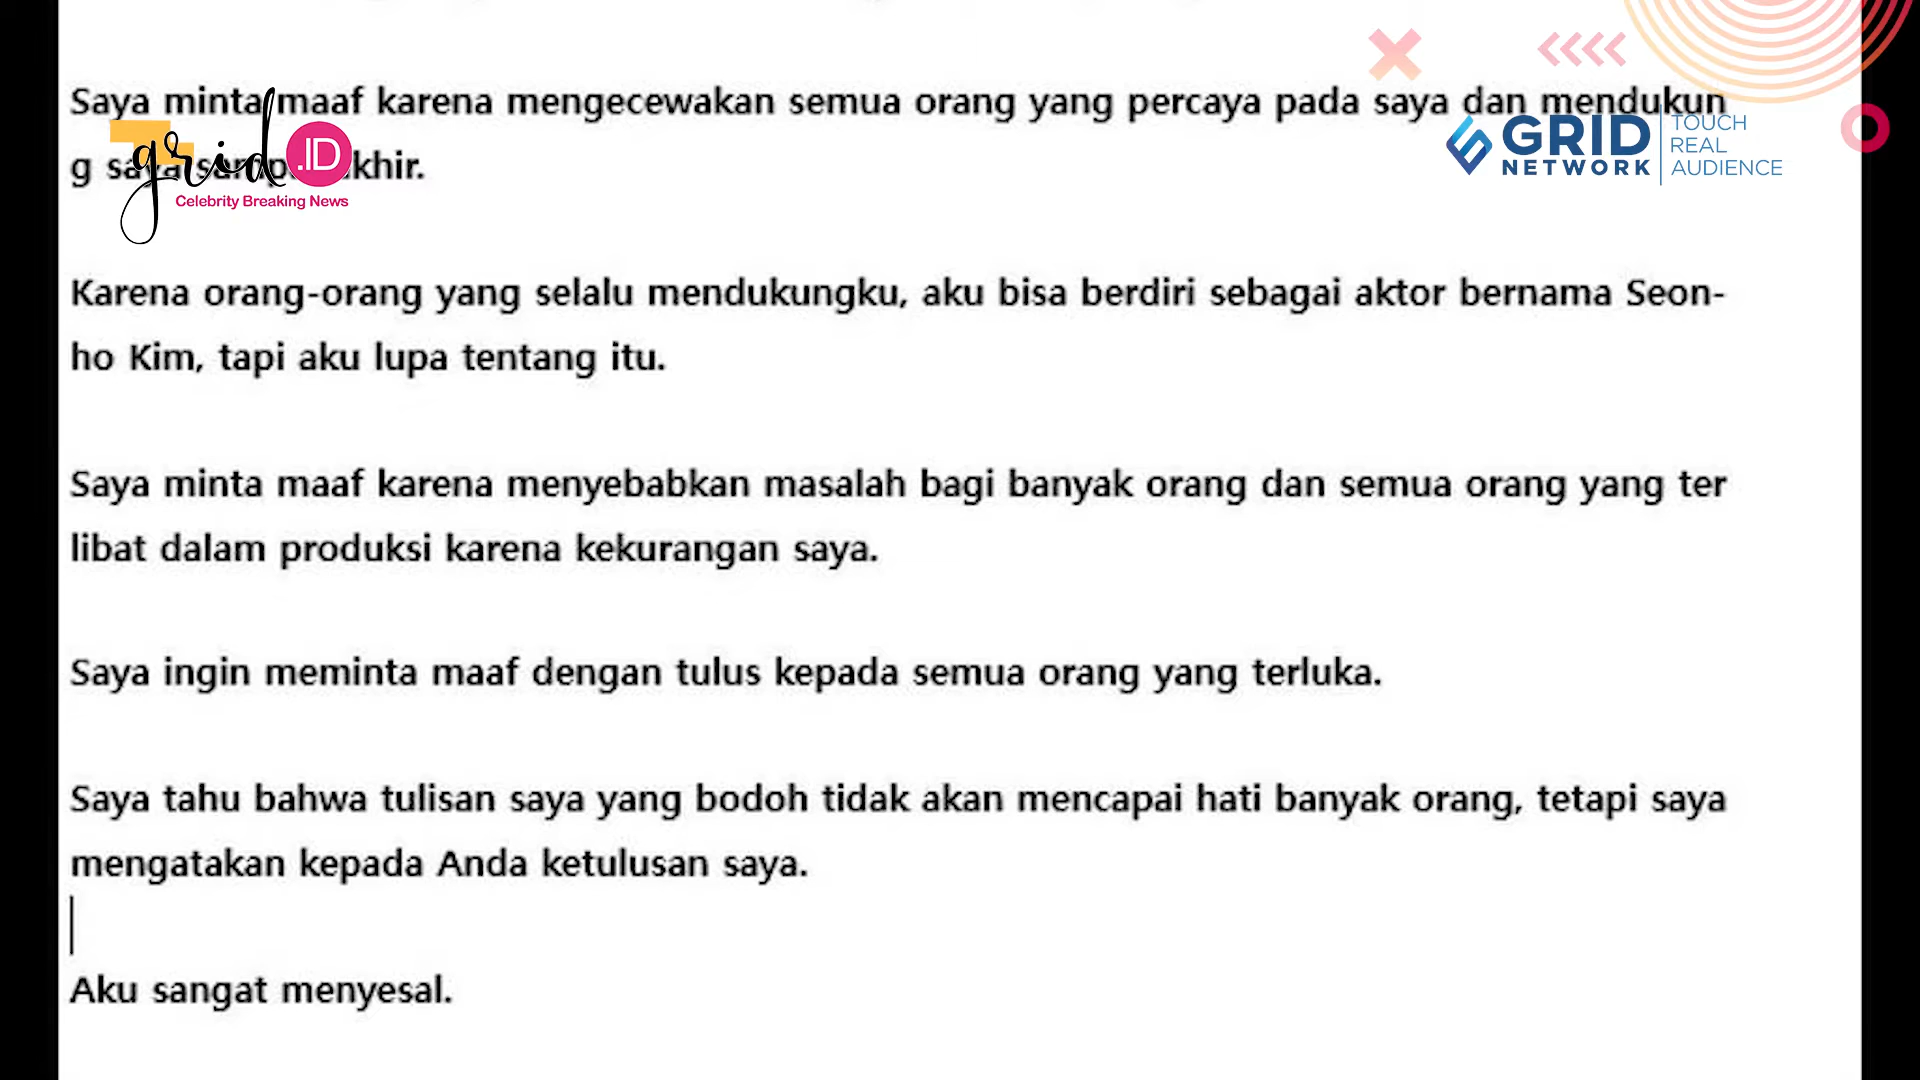 Saya minta maaf karena mengecewakan semua orang yang percaya pada saya dan mendukun
g saya sampai akhir.
grid .ID
Celebrity Breaking News
GRID NETWORK
TOUCH
REAL
AUDIENCE
Karena orang-orang yang selalu mendukungku, aku bisa berdiri sebagai aktor bernama Seon-
ho Kim, tapi aku lupa tentang itu.
Saya minta maaf karena menyebabkan masalah bagi banyak orang dan semua orang yang ter
libat dalam produksi karena kekurangan saya.
Saya ingin meminta maaf dengan tulus kepada semua orang yang terluka.
Saya tahu bahwa tulisan saya yang bodoh tidak akan mencapai hati banyak orang, tetapi saya
mengatakan kepada Anda ketulusan saya.
Aku sangat menyesal.